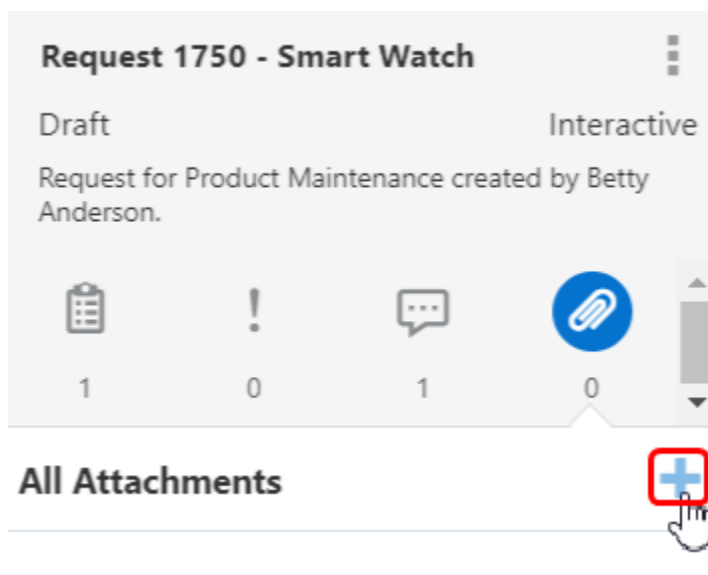 Request 1750 - Smart Watch
Draft Interactive
Request for Product Maintenance created by Betty
Anderson.
1 0 1 0
All Attachments